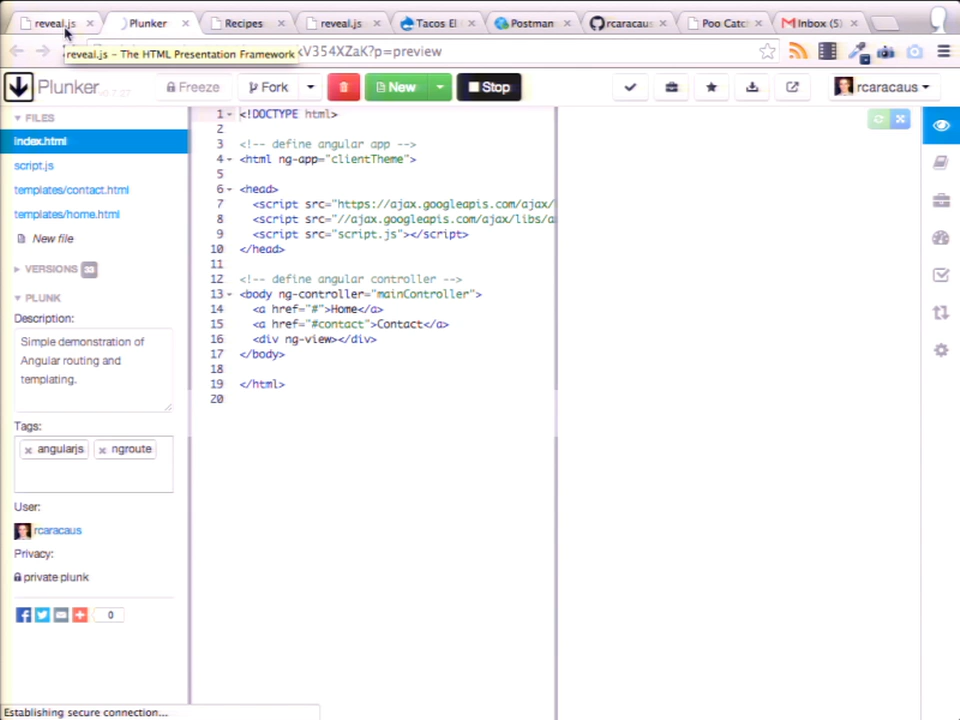 reveal.js
Plunker
Recipes
reveal.js
Tacos El
Postman
rcaracaus
Poo Catc
Inbox (5)
reveal.js – The HTML Presentation Framework
V354XZaK?p=preview
Plunker
Freeze
Fork
New
Stop
rcaracaus
FILES
index.html
script.js
templates/contact.html
templates/home.html
New file
VERSIONS 33
PLUNK
Description:
Simple demonstration of
Angular routing and
templating.
Tags:
× angularjs × ngroute
User:
rcaracaus
Privacy:
private plunk
0
1 <!DOCTYPE html>
2
3 <!-- define angular app -->
4 <html ng-app="clientTheme">
5
6 <head>
7 <script src="https://ajax.googleapis.com/ajax/
8 <script src="//ajax.googleapis.com/ajax/libs/a
9 <script src="script.js"></script>
10 </head>
11
12 <!-- define angular controller -->
13 <body ng-controller="mainController">
14 <a href="#">Home</a>
15 <a href="#contact">Contact</a>
16 <div ng-view></div>
17 </body>
18
19 </html>
20
Establishing secure connection...